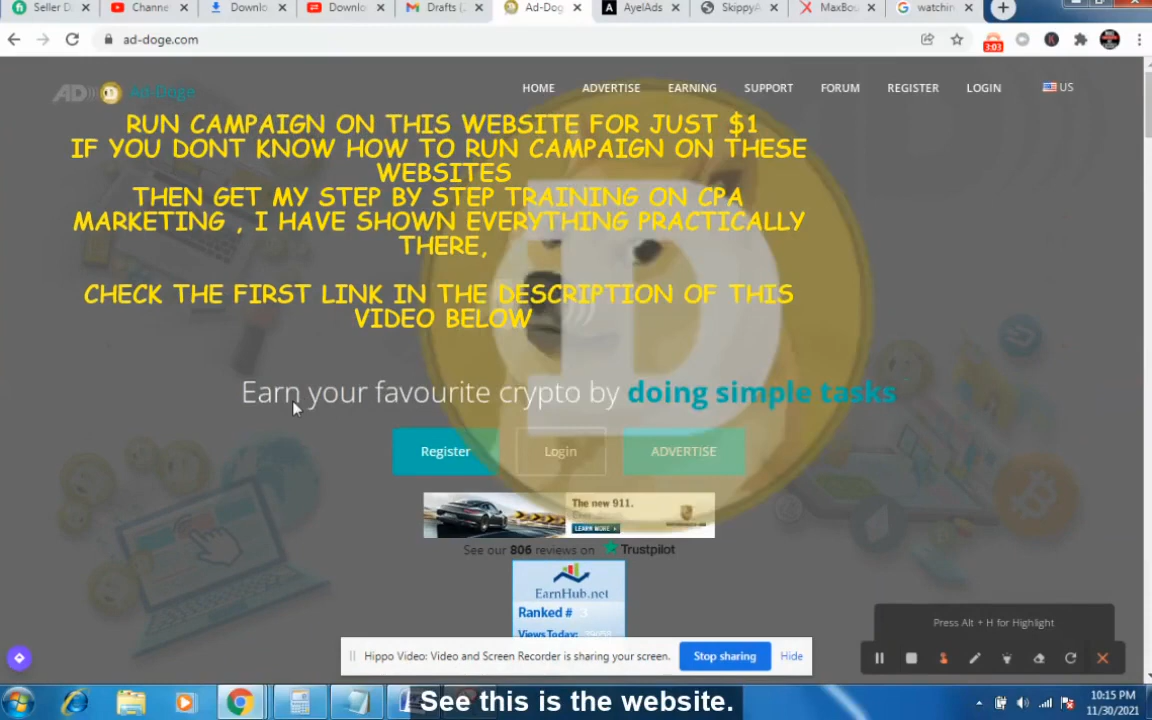 Seller D
Channe
Downlo
Downlo
Drafts (
Ad-Dog
AyelAds
SkippyA
MaxBo
watchin
ad-doge.com
3:03
AD Ad-Doge
HOME ADVERTISE EARNING SUPPORT FORUM REGISTER LOGIN US
RUN CAMPAIGN ON THIS WEBSITE FOR JUST $1
IF YOU DONT KNOW HOW TO RUN CAMPAIGN ON THESE
WEBSITES
THEN GET MY STEP BY STEP TRAINING ON CPA
MARKETING , I HAVE SHOWN EVERYTHING PRACTICALLY
THERE,
CHECK THE FIRST LINK IN THE DESCRIPTION OF THIS
VIDEO BELOW
Earn your favourite crypto by doing simple tasks
Register Login ADVERTISE
The new 911.
LEARN MORE
See our 806 reviews on Trustpilot
EarnHub.net
Ranked # 3
Views Today:
Press Alt + H for Highlight
Hippo Video: Video and Screen Recorder is sharing your screen. Stop sharing Hide
See this is the website.
10:15 PM
11/30/2021